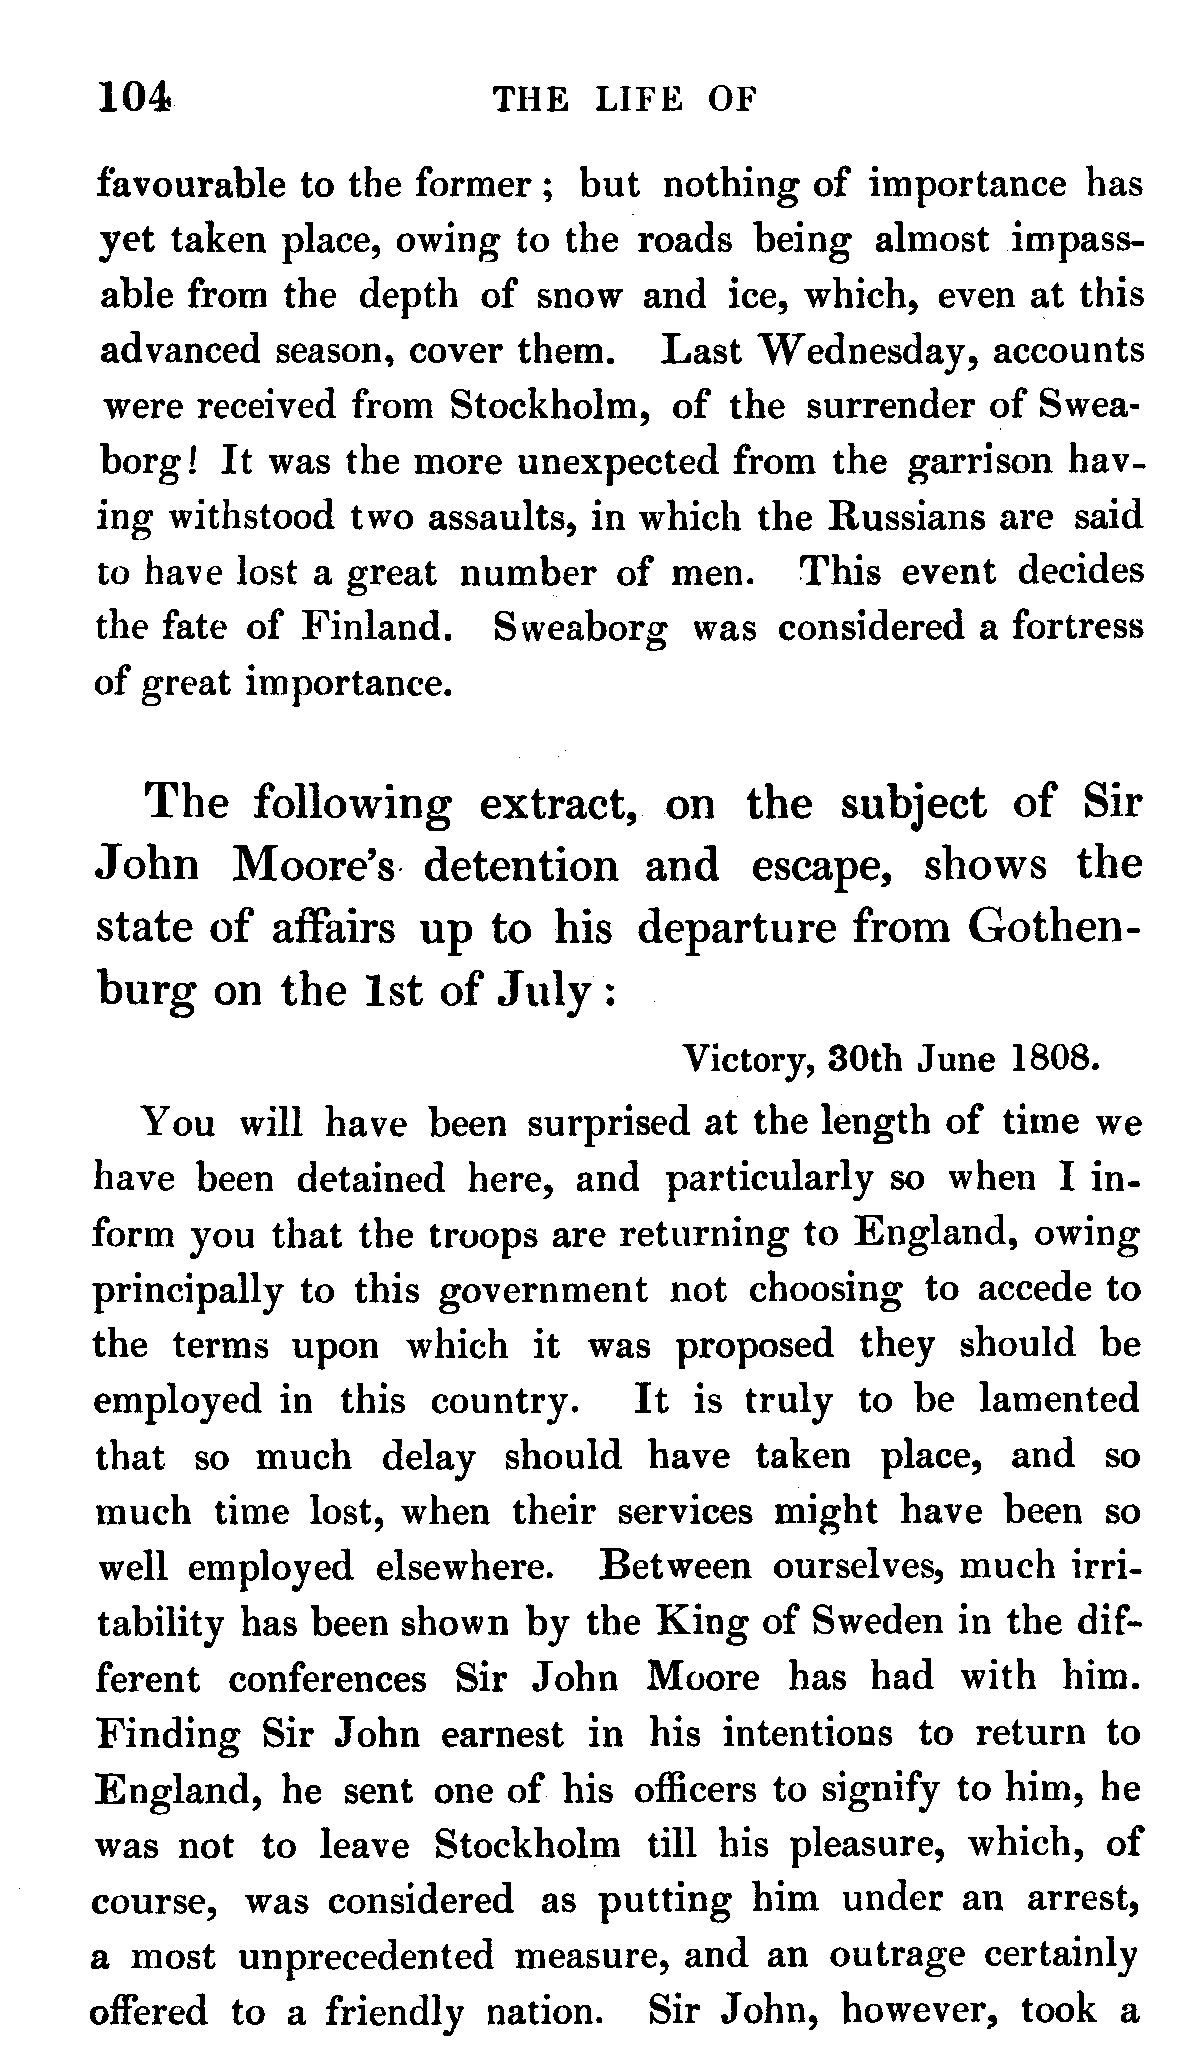 104 THE LIFE OF
favourable to the former; but nothing of importance has
yet taken place, owing to the roads being almost impass-
able from the depth of snow and ice, which, even at this
advanced season, cover them. Last Wednesday, accounts
were received from Stockholm, of the surrender of Swea-
borg! It was the more unexpected from the garrison hav-
ing withstood two assaults, in which the Russians are said
to have lost a great number of men. This event decides
the fate of Finland. Sweaborg was considered a fortress
of great importance.
The following extract, on the subject of Sir
John Moore's detention and escape, shows the
state of affairs up to his departure from Gothen-
burg on the 1st of July:
Victory, 30th June 1808.
You will have been surprised at the length of time we
have been detained here, and particularly so when I in-
form you that the troops are returning to England, owing
principally to this government not choosing to accede to
the terms upon which it was proposed they should be
employed in this country. It is truly to be lamented
that so much delay should have taken place, and so
much time lost, when their services might have been so
well employed elsewhere. Between ourselves, much irri-
tability has been shown by the King of Sweden in the dif-
ferent conferences Sir John Moore has had with him.
Finding Sir John earnest in his intentions to return to
England, he sent one of his officers to signify to him, he
was not to leave Stockholm till his pleasure, which, of
course, was considered as putting him under an arrest,
a most unprecedented measure, and an outrage certainly
offered to a friendly nation. Sir John, however, took a